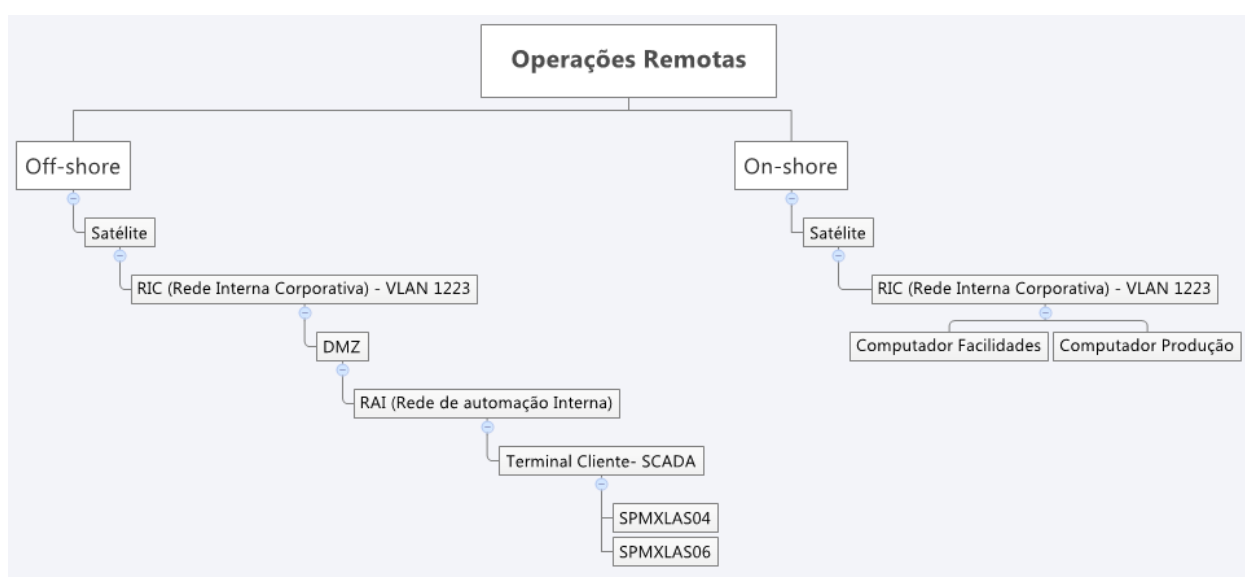 Operações Remotas
Off-shore
On-shore
Satélite
Satélite
RIC (Rede Interna Corporativa) - VLAN 1223
RIC (Rede Interna Corporativa) - VLAN 1223
DMZ
Computador Facilidades
Computador Produção
RAI (Rede de automação Interna)
Terminal Cliente- SCADA
SPMXLAS04
SPMXLAS06